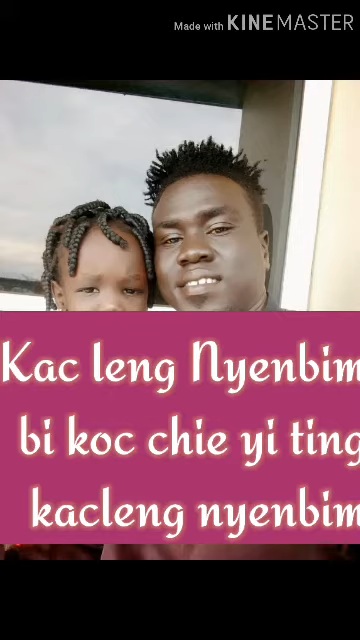 Made with KINEMASTER
Kac leng Nyenbim
bi koc chie yi ting
kacleng nyenbim